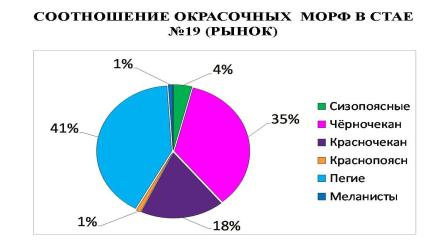 СООТНОШЕНИЕ ОКРАСОЧНЫХ МОРФ В СТАЕ
№19 (РЫНОК)
1%
4%
41%
35%
1%
18%
Сизопоясные
Чёрночекан
Красночекан
Краснопоясн
Пегие
Меланисты